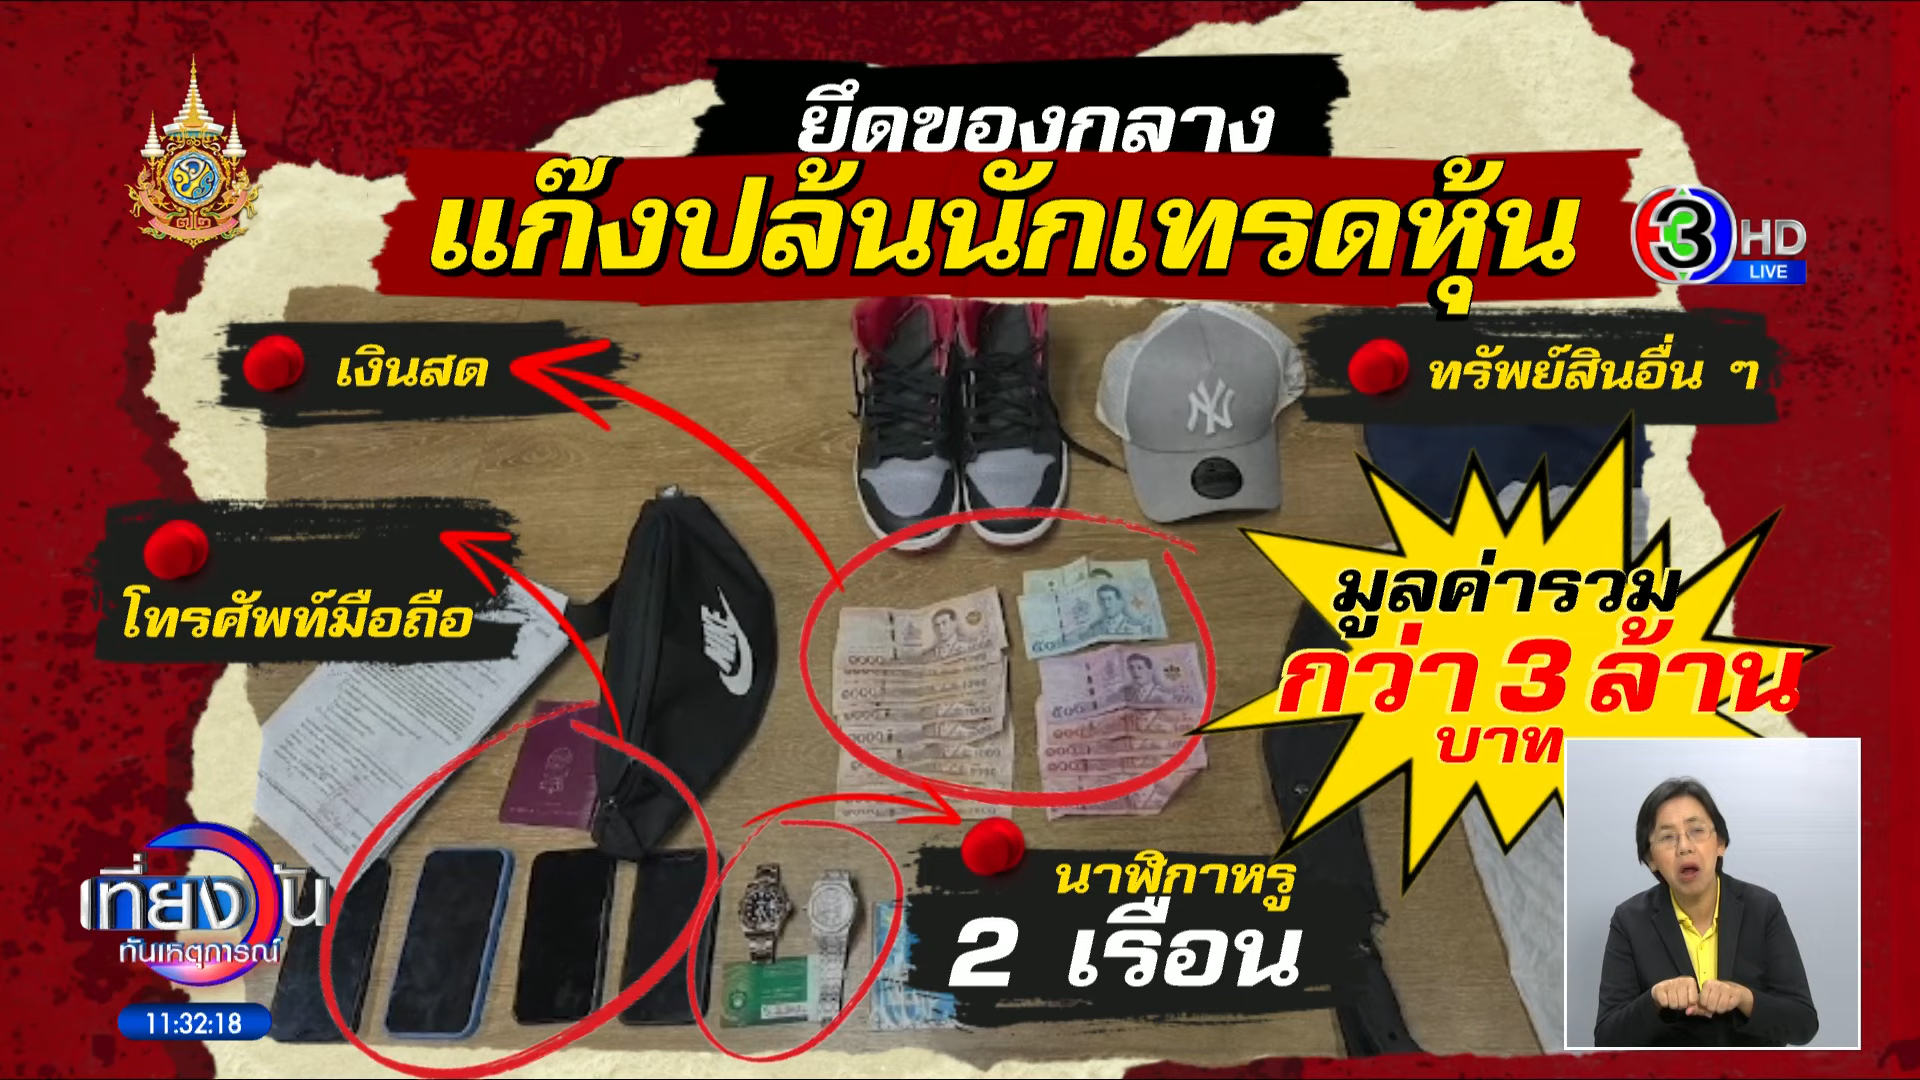 ยึดของกลาง
แก๊งปล้นนักเทรดหุ้น
3 HD
LIVE
เงินสด
ทรัพย์สินอื่น ๆ
โทรศัพท์มือถือ
NY
NIKE
มูลค่ารวม
กว่า 3 ล้าน
บาท
นาฬิกาหรู
2 เรือน
เที่ยงวัน
ทันเหตุการณ์
11:32:18